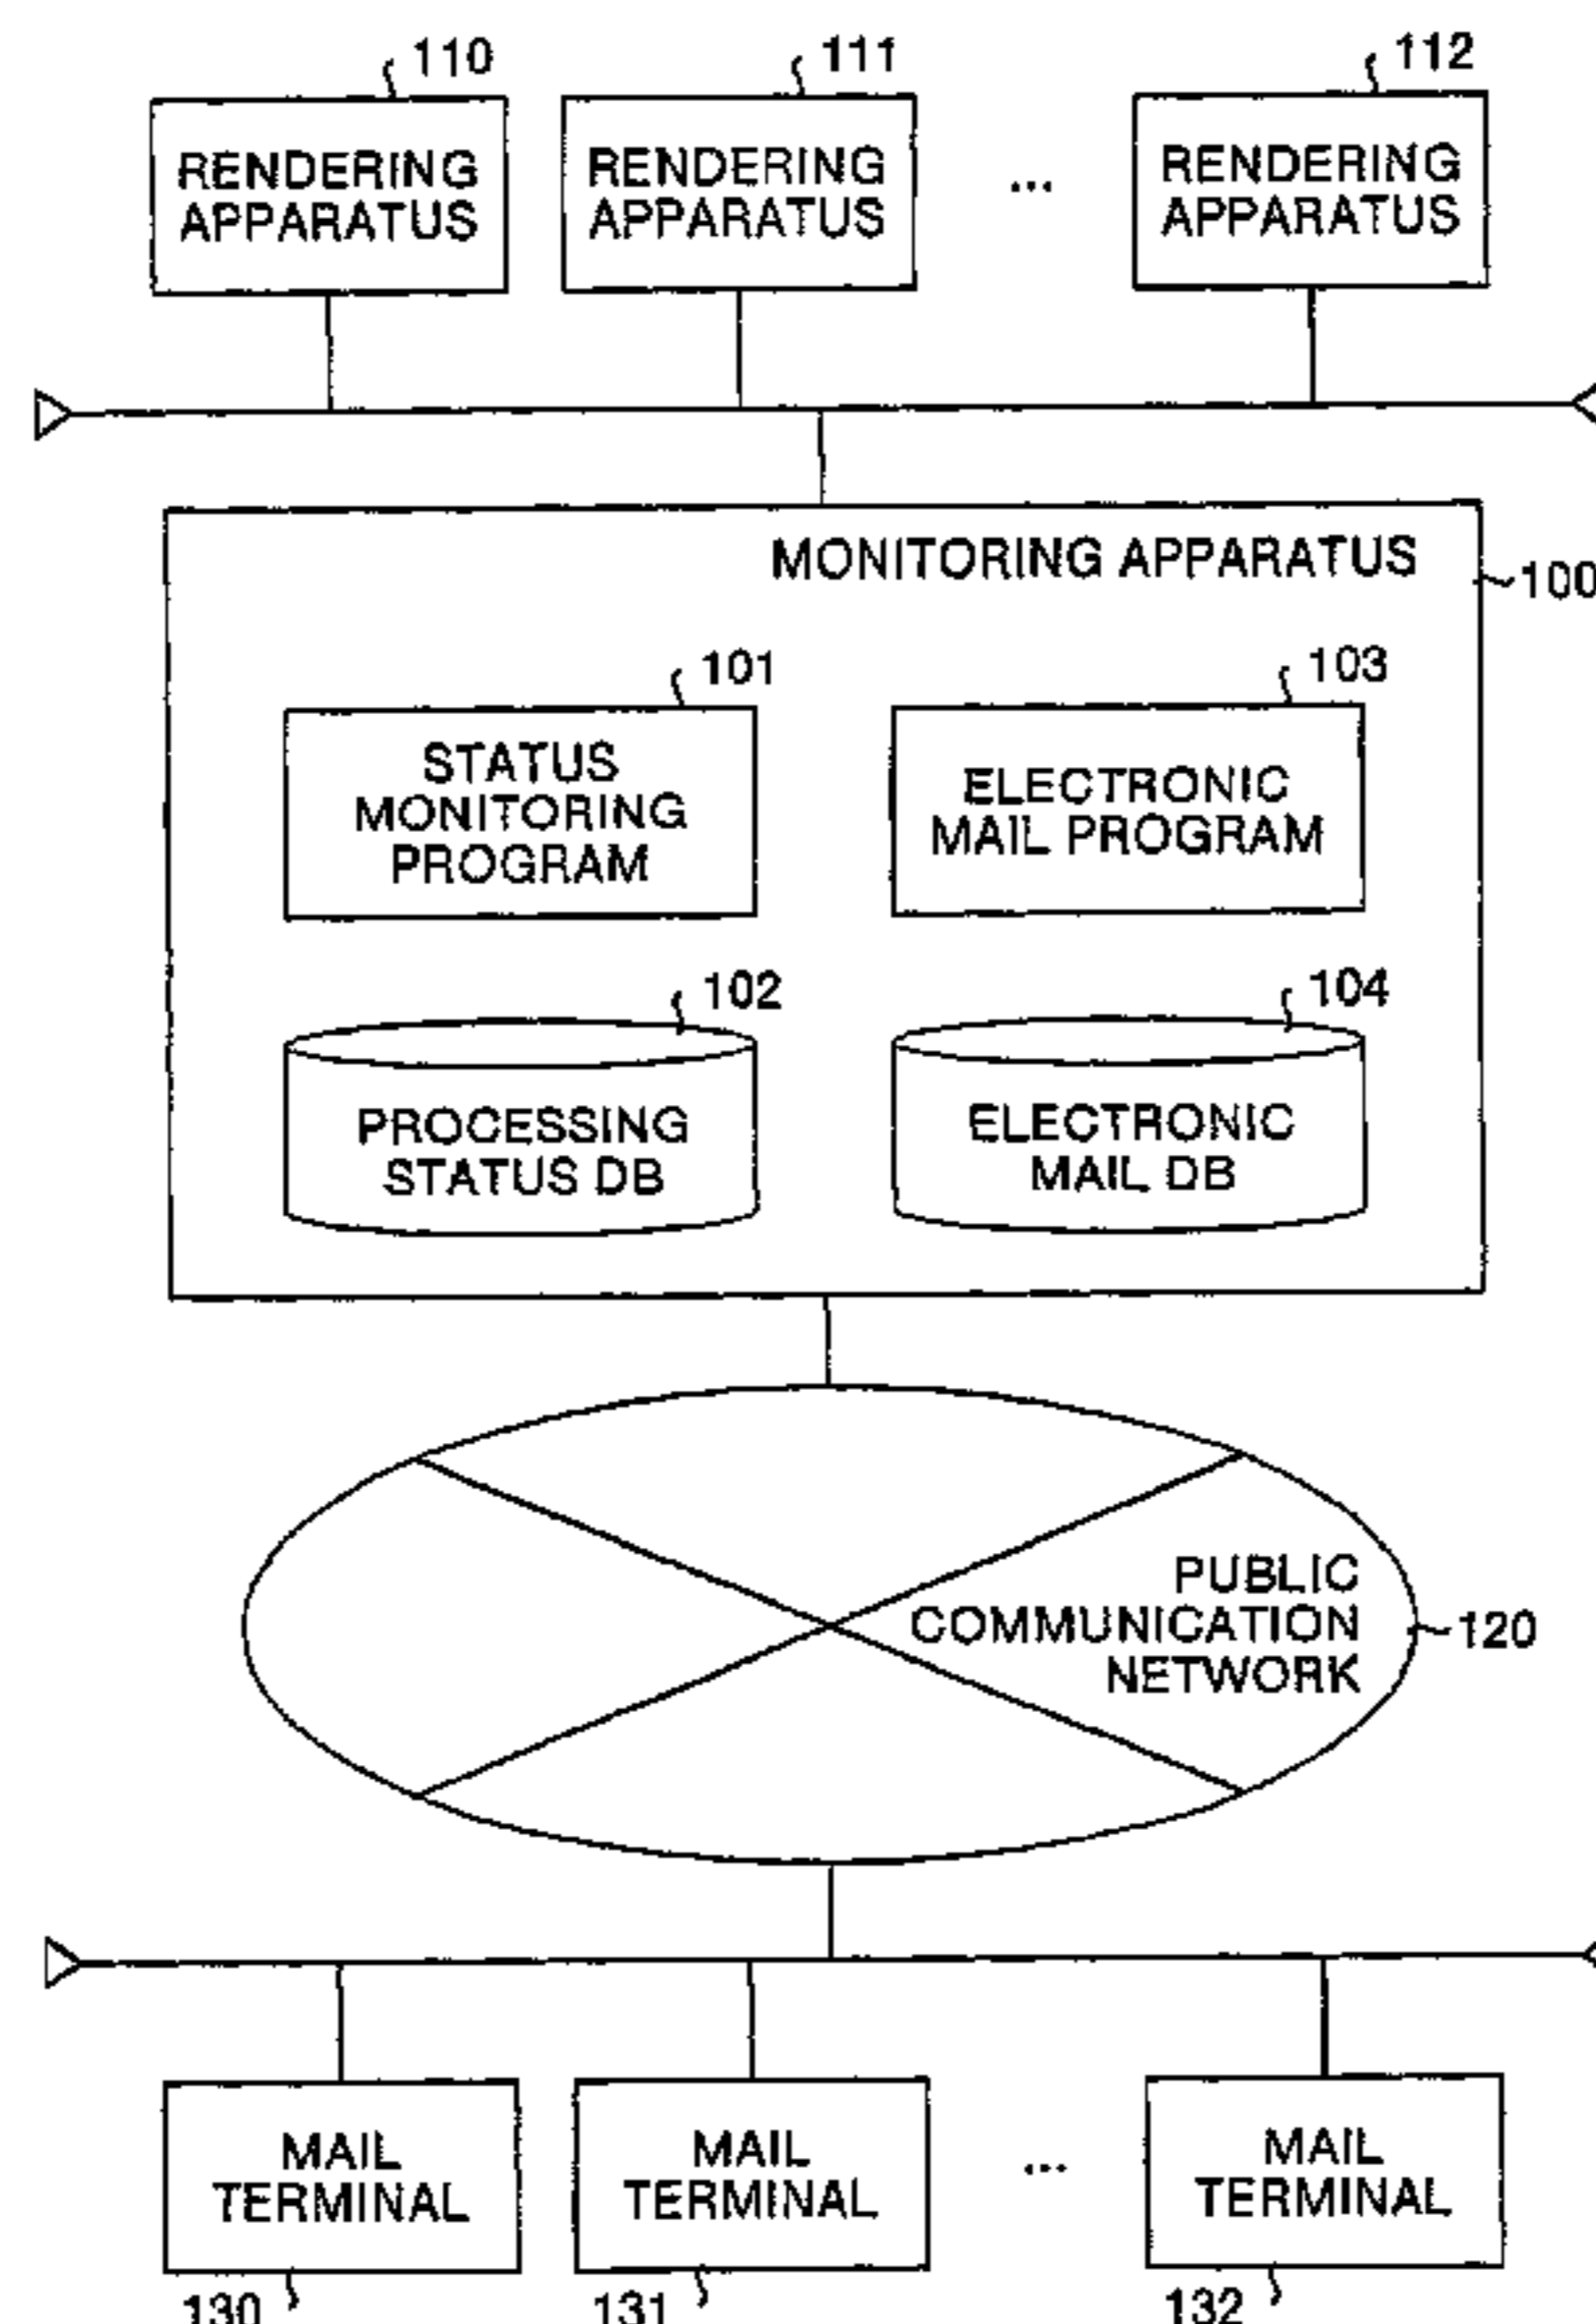 110
111
112
RENDERING
APPARATUS
RENDERING
APPARATUS
...
RENDERING
APPARATUS
MONITORING APPARATUS
100
101
103
STATUS
MONITORING
PROGRAM
ELECTRONIC
MAIL PROGRAM
102
104
PROCESSING
STATUS DB
ELECTRONIC
MAIL DB
PUBLIC
COMMUNICATION
NETWORK
120
MAIL
TERMINAL
MAIL
TERMINAL
...
MAIL
TERMINAL
130
131
132